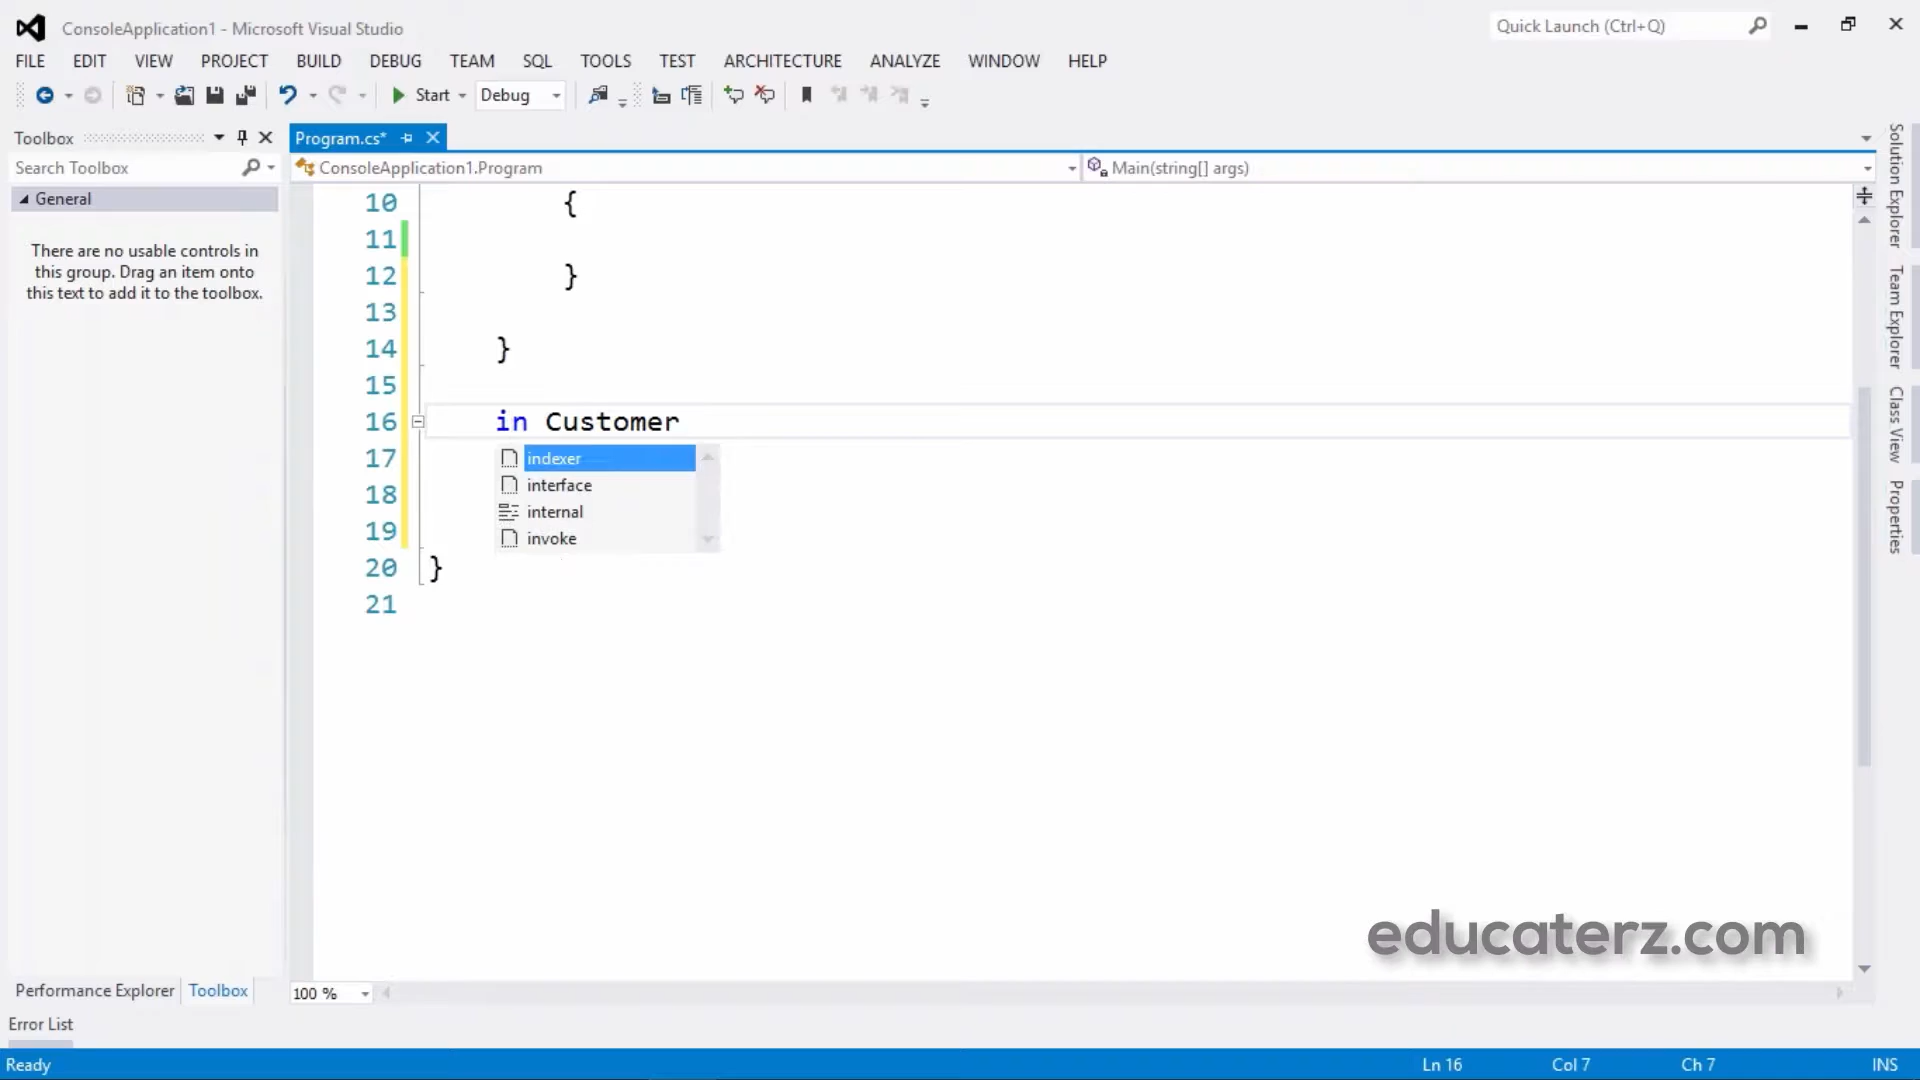 ConsoleApplication1 - Microsoft Visual Studio
Quick Launch (Ctrl+Q)
FILE EDIT VIEW PROJECT BUILD DEBUG TEAM SQL TOOLS TEST ARCHITECTURE ANALYZE WINDOW HELP
Start Debug
Toolbox
Program.cs*
Search Toolbox
ConsoleApplication1.Program
Main(string[] args)
General
There are no usable controls in
this group. Drag an item onto
this text to add it to the toolbox.
10 {
11
12 }
13
14 }
15
16 in Customer
17
18
19
20 }
21
indexer
interface
internal
invoke
Solution Explorer
Team Explorer
Class View
Properties
educaterz.com
Performance Explorer Toolbox
100 %
Error List
Ready
Ln 16 Col 7 Ch 7 INS